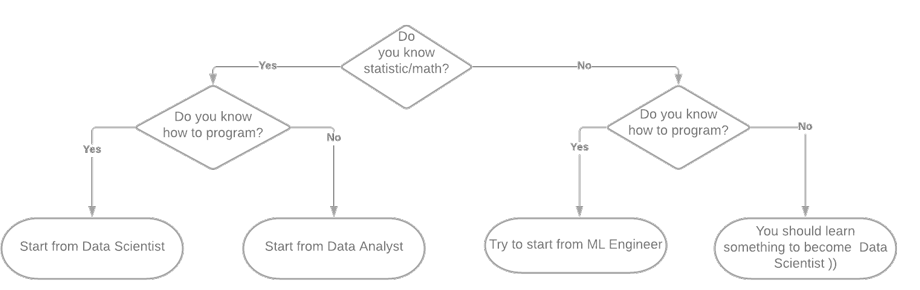 Do
you know
statistic/math?
Yes
No
Do you know
how to program?
Do you know
how to program?
Yes
No
Yes
No
Start from Data Scientist
Start from Data Analyst
Try to start from ML Engineer
You should learn
something to become Data
Scientist ))